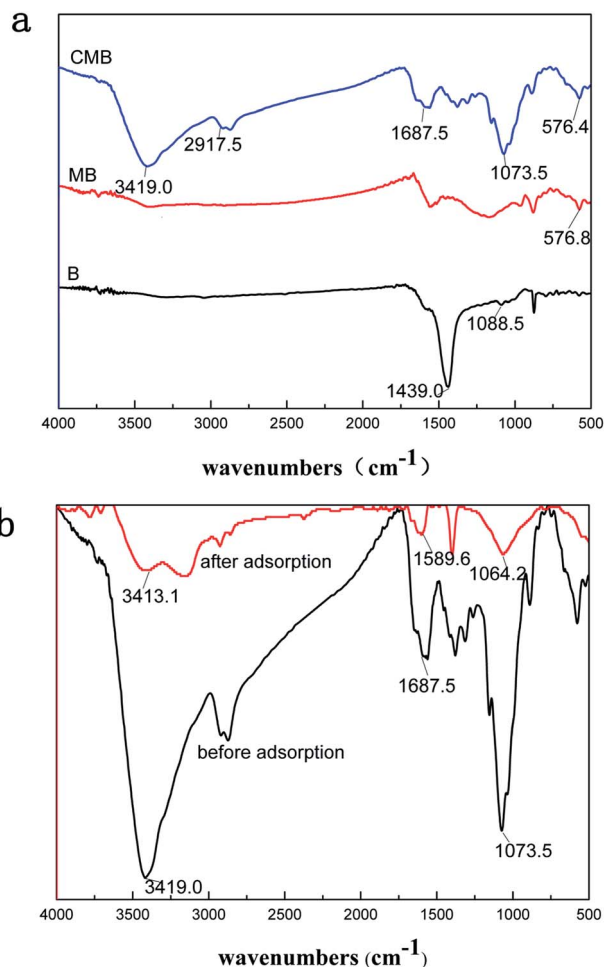 a
CMB
2917.5
1687.5
576.4
3419.0
1073.5
MB
576.8
B
1088.5
1439.0
4000 3500 3000 2500 2000 1500 1000 500
wavenumbers（cm-1）
b
after adsorption
1589.6
3413.1
1064.2
1687.5
before adsorption
1073.5
3419.0
4000 3500 3000 2500 2000 1500 1000 500
wavenumbers (cm-1)